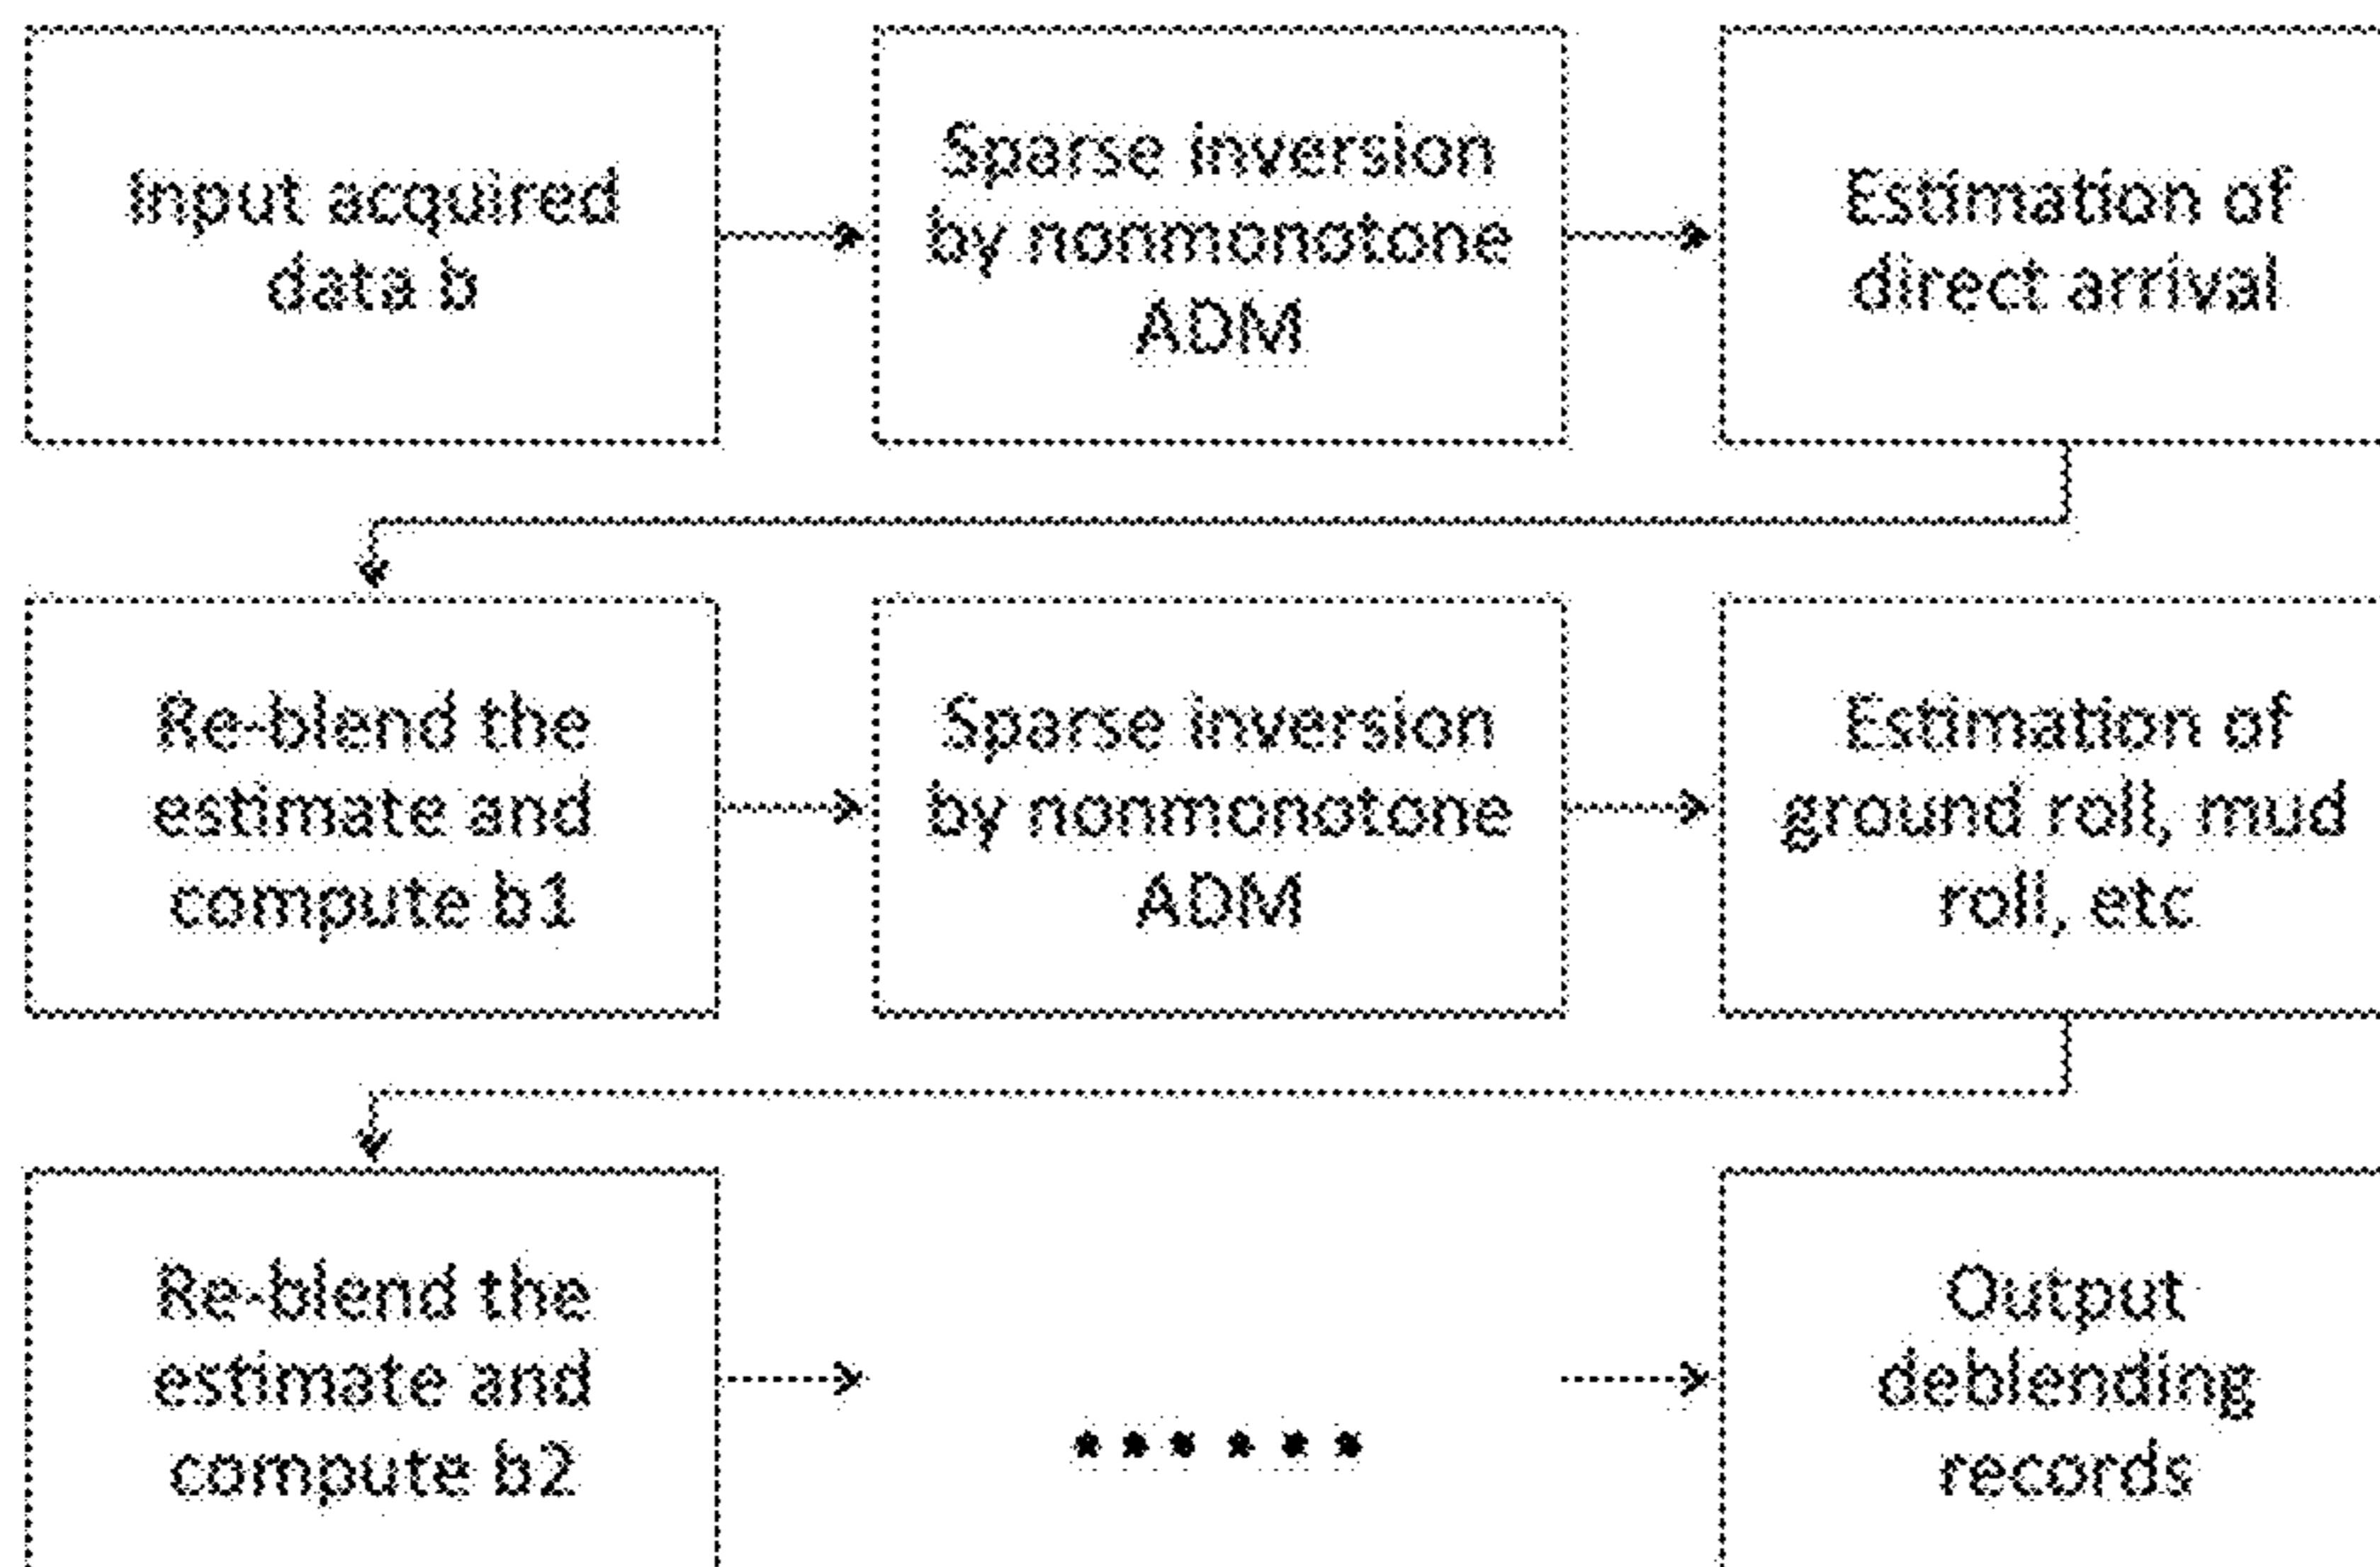 Input acquired
data b
Sparse inversion
by nonmonotone
ADM
Estimation of
direct arrival
Re-blend the
estimate and
compute b1
Sparse inversion
by nonmonotone
ADM
Estimation of
ground roll, mud
roll, etc
Re-blend the
estimate and
compute b2
......
Output
deblending
records